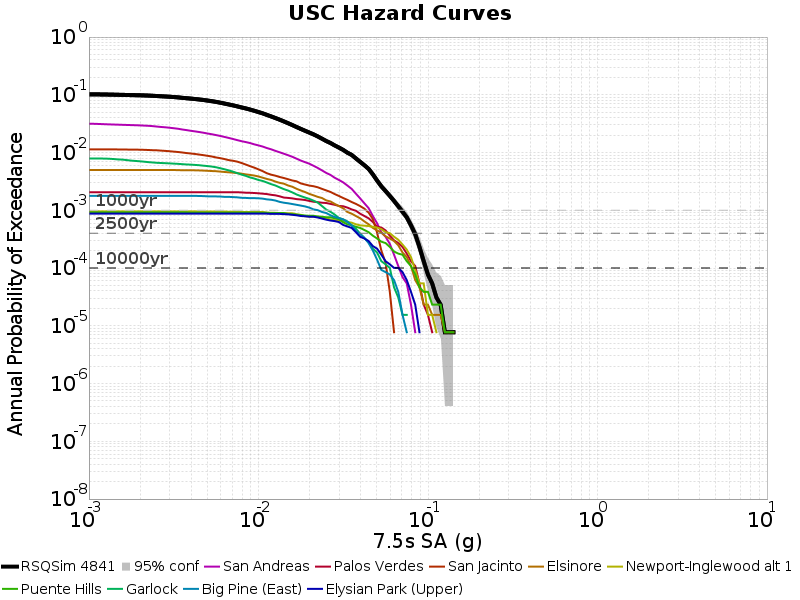 USC Hazard Curves
Annual Probability of Exceedance
10^0
10^-1
10^-2
10^-3
10^-4
10^-5
10^-6
10^-7
10^-8
1000yr
2500yr
10000yr
10^-3 10^-2 10^-1 10^0 10^1
7.5s SA (g)
RSQSim 4841 95% conf San Andreas Palos Verdes San Jacinto Elsinore Newport-Inglewood alt 1
Puente Hills Garlock Big Pine (East) Elysian Park (Upper)